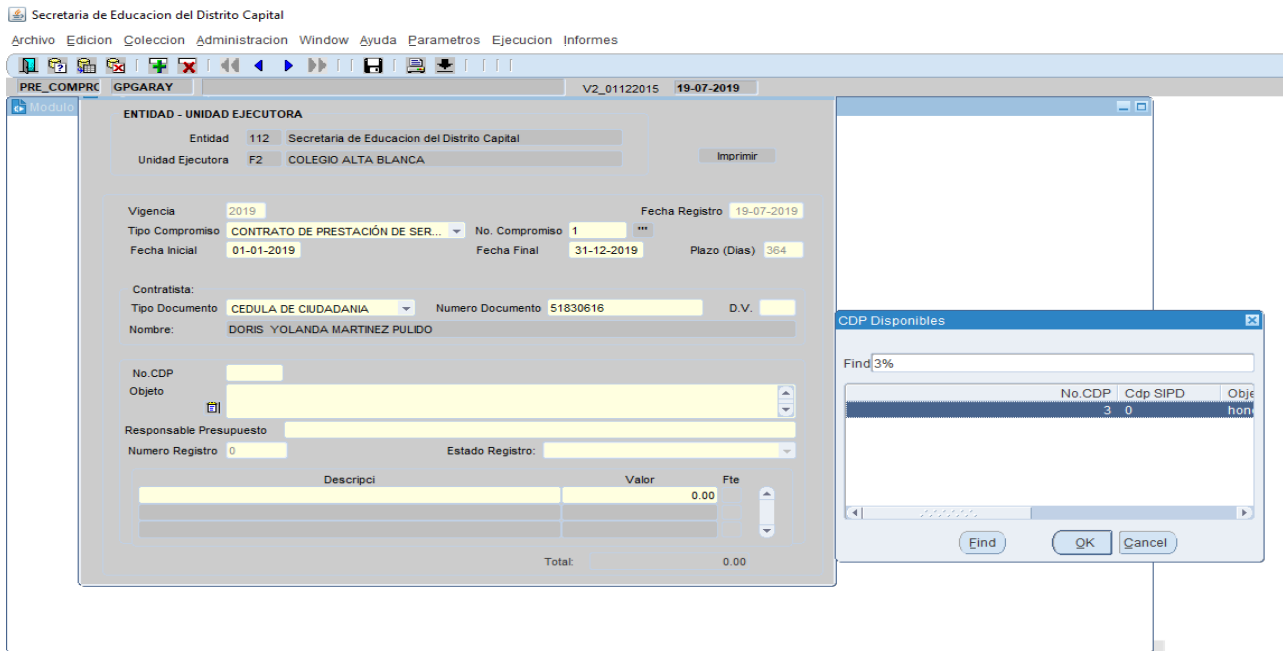 Secretaria de Educacion del Distrito Capital
Archivo Edicion Coleccion Administracion Window Ayuda Parametros Ejecucion Informes
PRE_COMPRC GPGARAY V2_01122015 19-07-2019
Modulo
ENTIDAD - UNIDAD EJECUTORA
Entidad 112 Secretaria de Educacion del Distrito Capital
Unidad Ejecutora F2 COLEGIO ALTA BLANCA
Imprimir
Vigencia 2019 Fecha Registro 19-07-2019
Tipo Compromiso CONTRATO DE PRESTACIÓN DE SER... No. Compromiso 1 ***
Fecha Inicial 01-01-2019 Fecha Final 31-12-2019 Plazo (Dias) 364
Contratista:
Tipo Documento CEDULA DE CIUDADANIA Numero Documento 51830616 D.V.
Nombre: DORIS YOLANDA MARTINEZ PULIDO
No.CDP
Objeto
Responsable Presupuesto
Numero Registro 0 Estado Registro:
Descripci Valor Fte
0.00
Total: 0.00
CDP Disponibles
Find 3%
No.CDP Cdp SIPD Obje
3 0 hon
Find OK Cancel